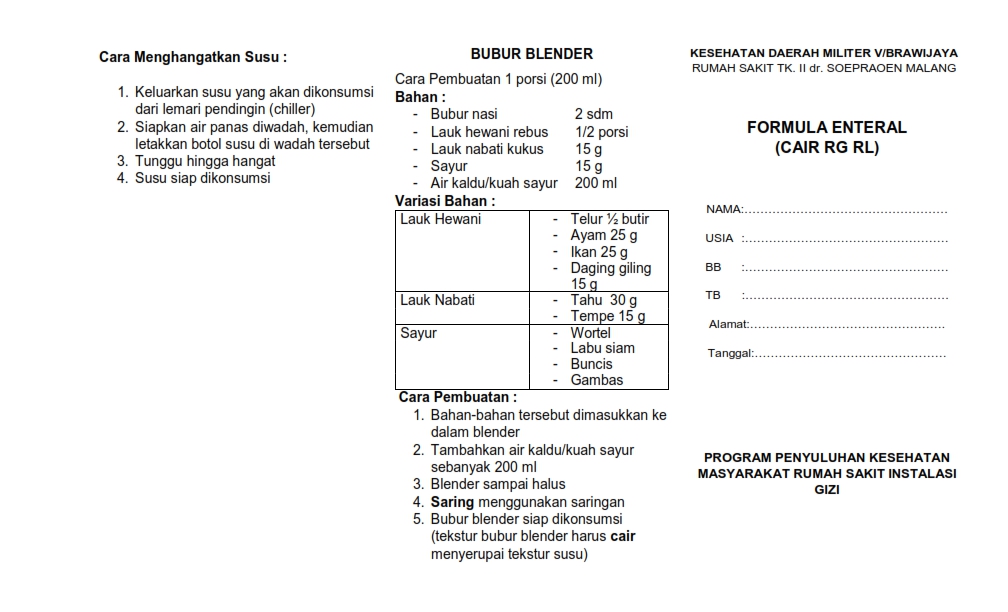 Cara Menghangatkan Susu :
1. Keluarkan susu yang akan dikonsumsi
dari lemari pendingin (chiller)
2. Siapkan air panas diwadah, kemudian
letakkan botol susu di wadah tersebut
3. Tunggu hingga hangat
4. Susu siap dikonsumsi
BUBUR BLENDER
Cara Pembuatan 1 porsi (200 ml)
Bahan :
- Bubur nasi 2 sdm
- Lauk hewani rebus 1/2 porsi
- Lauk nabati kukus 15 g
- Sayur 15 g
- Air kaldu/kuah sayur 200 ml
Variasi Bahan :
Lauk Hewani - Telur ½ butir
- Ayam 25 g
- Ikan 25 g
- Daging giling
15 g
Lauk Nabati - Tahu 30 g
- Tempe 15 g
Sayur - Wortel
- Labu siam
- Buncis
- Gambas
Cara Pembuatan :
1. Bahan-bahan tersebut dimasukkan ke
dalam blender
2. Tambahkan air kaldu/kuah sayur
sebanyak 200 ml
3. Blender sampai halus
4. Saring menggunakan saringan
5. Bubur blender siap dikonsumsi
(tekstur bubur blender harus cair
menyerupai tekstur susu)
KESEHATAN DAERAH MILITER V/BRAWIJAYA
RUMAH SAKIT TK. II dr. SOEPRAOEN MALANG
FORMULA ENTERAL
(CAIR RG RL)
NAMA:..................................................
USIA :..................................................
BB :..................................................
TB :..................................................
Alamat:................................................
Tanggal:...............................................
PROGRAM PENYULUHAN KESEHATAN
MASYARAKAT RUMAH SAKIT INSTALASI
GIZI